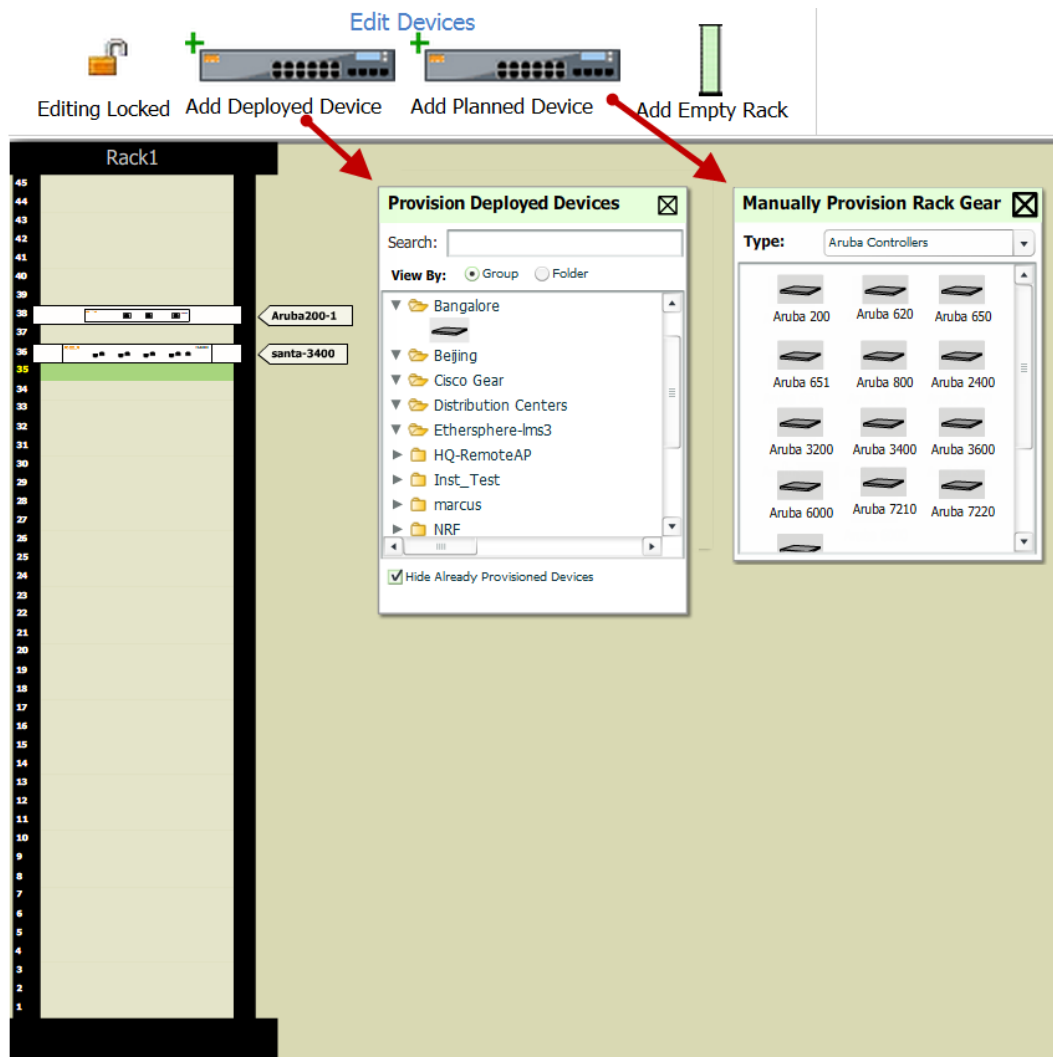 Edit Devices
Editing Locked
Add Deployed Device
Add Planned Device
Add Empty Rack
Rack1
45
44
43
42
41
40
39
38
37
36
35
34
33
32
31
30
29
28
27
26
25
24
23
22
21
20
19
18
17
16
15
14
13
12
11
10
9
8
7
6
5
4
3
2
1
Aruba200-1
santa-3400
Provision Deployed Devices
Search:
View By: Group Folder
Bangalore
Beijing
Cisco Gear
Distribution Centers
Ethersphere-lms3
HQ-RemoteAP
Inst_Test
marcus
NRF
Hide Already Provisioned Devices
Manually Provision Rack Gear
Type: Aruba Controllers
Aruba 200 Aruba 620 Aruba 650
Aruba 651 Aruba 800 Aruba 2400
Aruba 3200 Aruba 3400 Aruba 3600
Aruba 6000 Aruba 7210 Aruba 7220